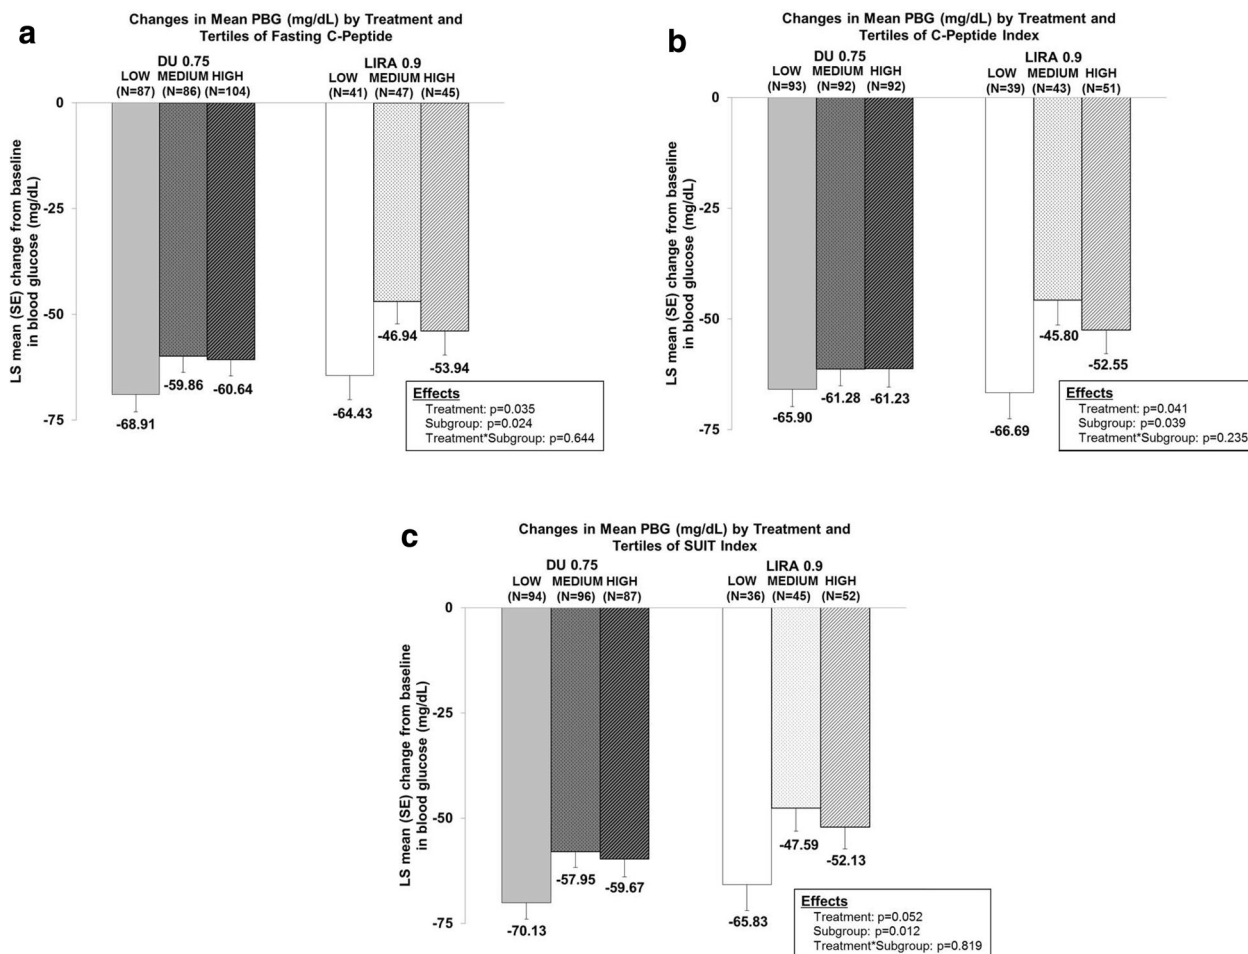 a
Changes in Mean PBG (mg/dL) by Treatment and
Tertiles of Fasting C-Peptide
DU 0.75
LIRA 0.9
LOW MEDIUM HIGH
LOW MEDIUM HIGH
(N=87) (N=86) (N=104)
(N=41) (N=47) (N=45)
LS mean (SE) change from baseline
in blood glucose (mg/dL)
0
-25
-50
-75
-68.91
-59.86
-60.64
-64.43
-46.94
-53.94
Effects
Treatment: p=0.035
Subgroup: p=0.024
Treatment*Subgroup: p=0.644
b
Changes in Mean PBG (mg/dL) by Treatment and
Tertiles of C-Peptide Index
DU 0.75
LIRA 0.9
LOW MEDIUM HIGH
LOW MEDIUM HIGH
(N=93) (N=92) (N=92)
(N=39) (N=43) (N=51)
LS mean (SE) change from baseline
in blood glucose (mg/dL)
0
-25
-50
-75
-65.90
-61.28
-61.23
-66.69
-45.80
-52.55
Effects
Treatment: p=0.041
Subgroup: p=0.039
Treatment*Subgroup: p=0.235
c
Changes in Mean PBG (mg/dL) by Treatment and
Tertiles of SUIT Index
DU 0.75
LIRA 0.9
LOW MEDIUM HIGH
LOW MEDIUM HIGH
(N=94) (N=96) (N=87)
(N=36) (N=45) (N=52)
LS mean (SE) change from baseline
in blood glucose (mg/dL)
0
-25
-50
-75
-70.13
-57.95
-59.67
-65.83
-47.59
-52.13
Effects
Treatment: p=0.052
Subgroup: p=0.012
Treatment*Subgroup: p=0.819